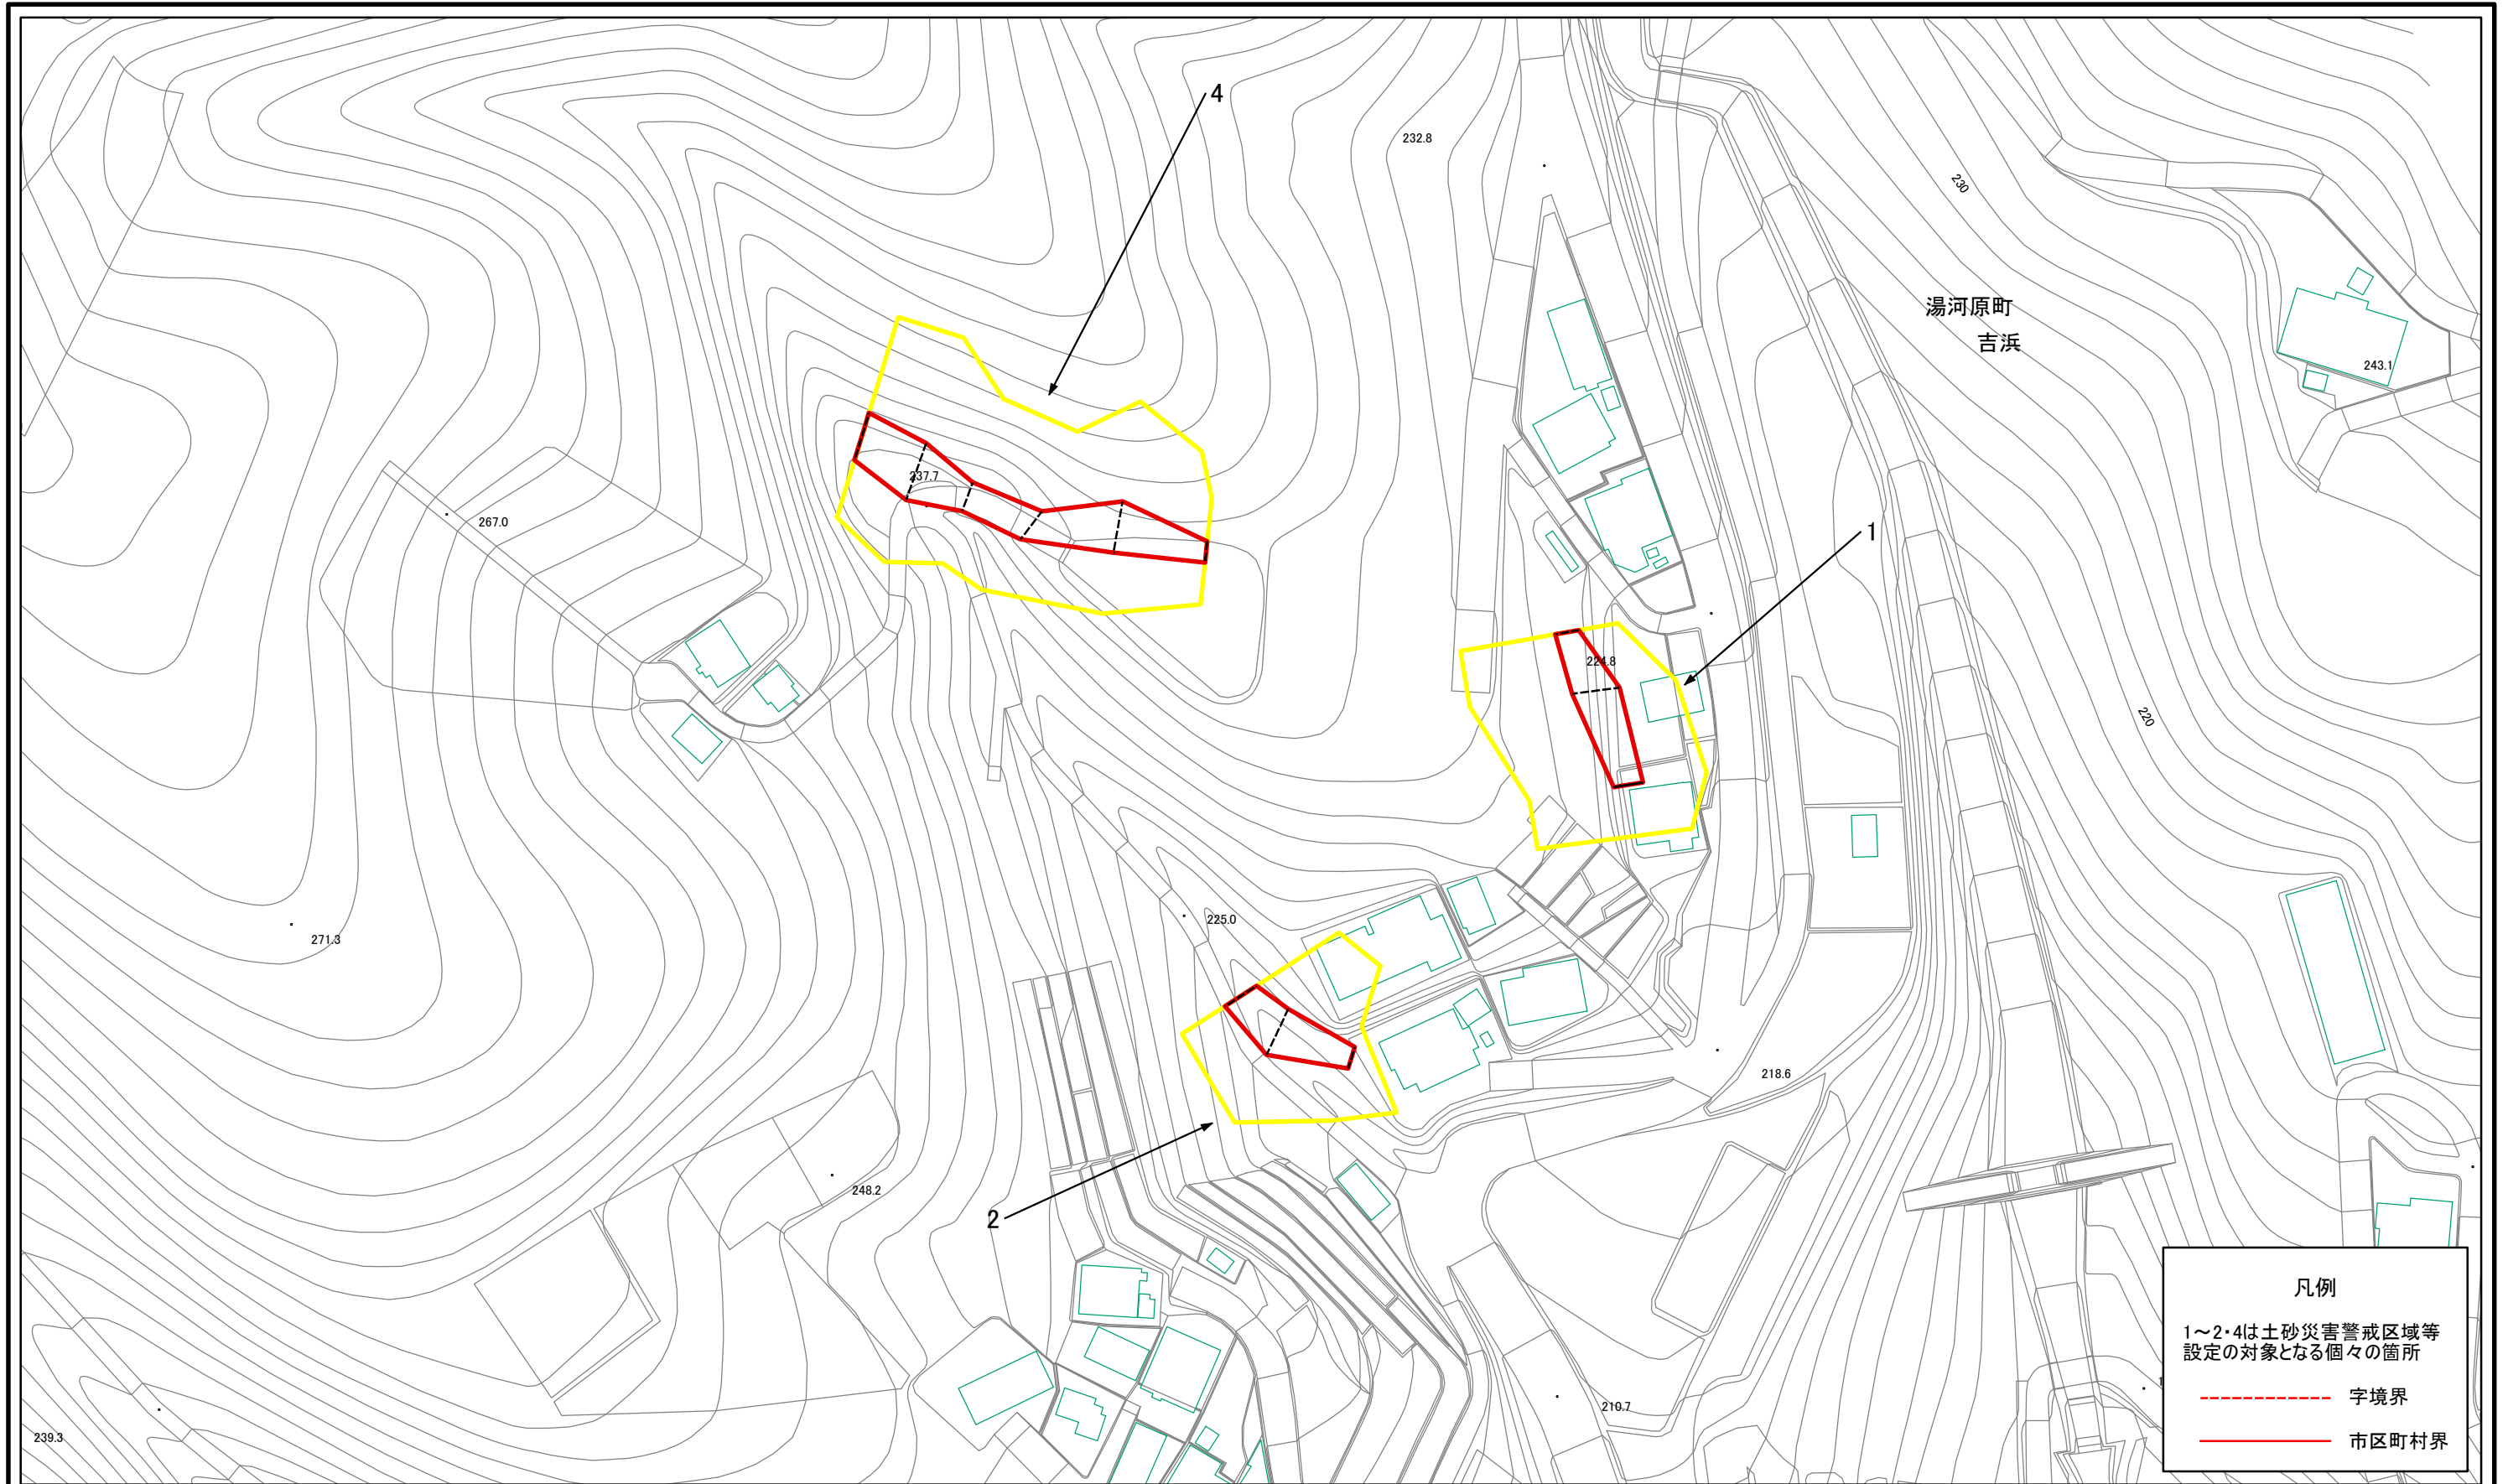 4
232.8
230
湯河原町
吉浜
243.1
237.7
267.0
1
224.8
220
225.0
271.3
218.6
248.2
2
210.7
239.3
凡例
1～2・4は土砂災害警戒区域等
設定の対象となる個々の箇所
字境界
市区町村界